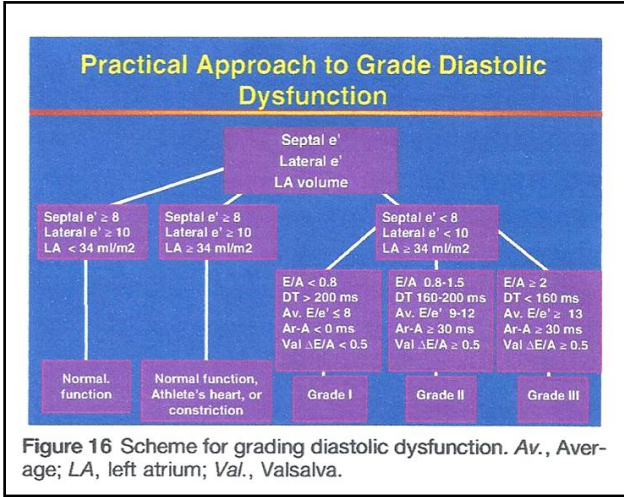 Practical Approach to Grade Diastolic
Dysfunction
Septal e'
Lateral e'
LA volume
Septal e' ≥ 8
Lateral e' ≥ 10
LA < 34 ml/m2
Septal e' ≥ 8
Lateral e' ≥ 10
LA ≥ 34 ml/m2
Septal e' < 8
Lateral e' < 10
LA ≥ 34 ml/m2
E/A < 0.8
DT > 200 ms
Av. E/e' ≤ 8
Ar-A < 0 ms
Val ΔE/A < 0.5
E/A 0.8-1.5
DT 160-200 ms
Av. E/e' 9-12
Ar-A ≥ 30 ms
Val ΔE/A ≥ 0.5
E/A ≥ 2
DT < 160 ms
Av. E/e' ≥ 13
Ar-A ≥ 30 ms
Val ΔE/A ≥ 0.5
Normal.
function
Normal function,
Athlete's heart, or
constriction
Grade I
Grade II
Grade III
Figure 16 Scheme for grading diastolic dysfunction. Av., Aver-
age; LA, left atrium; Val., Valsalva.